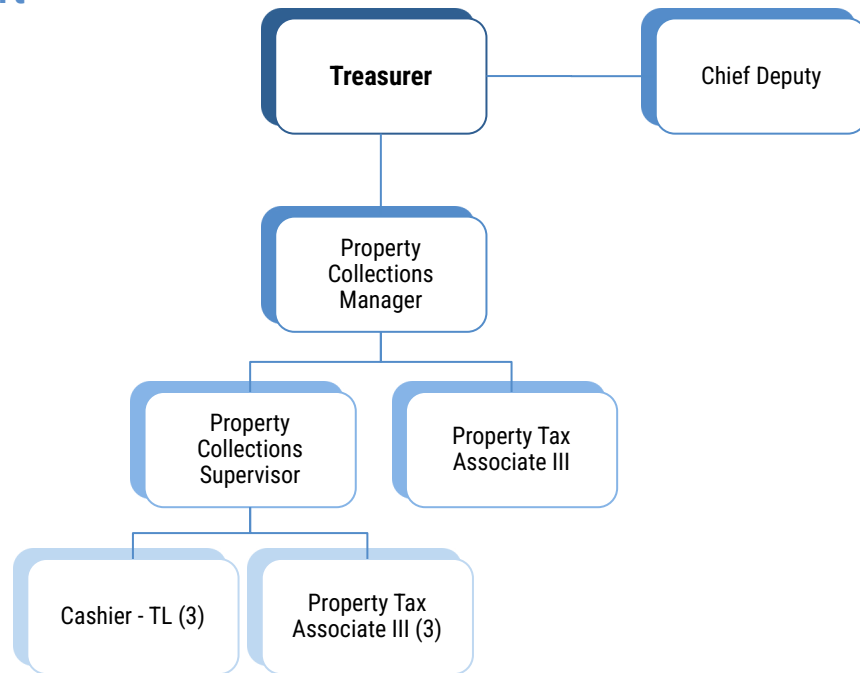 Treasurer
Chief Deputy
Property
Collections
Manager
Property
Collections
Supervisor
Property Tax
Associate III
Cashier - TL (3)
Property Tax
Associate III (3)